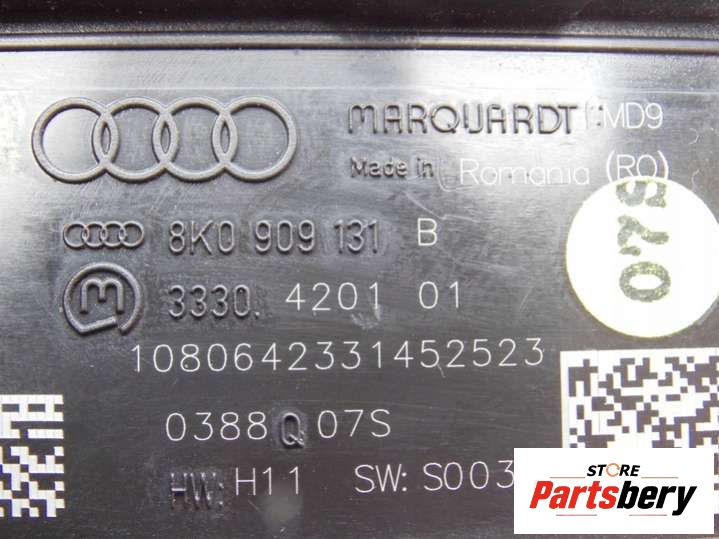 MARQUARDT MD9
Made in Romania (RO)
8K0 909 131 B
M 3330. 4201 01
1080642331452523
0388 Q 07S
HW: H11 SW: S003
07S
STORE
Partsbery